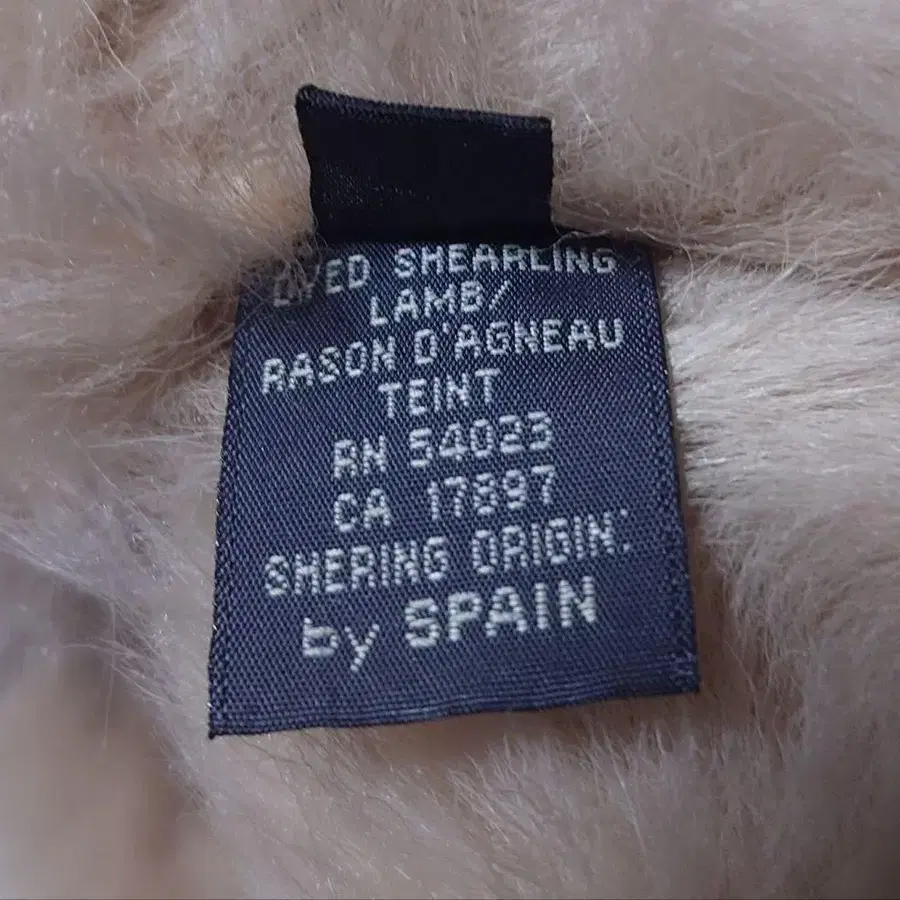 DYED SHEARLING
LAMB/
RASON D'AGNEAU
TEINT
RN 54023
CA 17897
SHERING ORIGIN:
by SPAIN